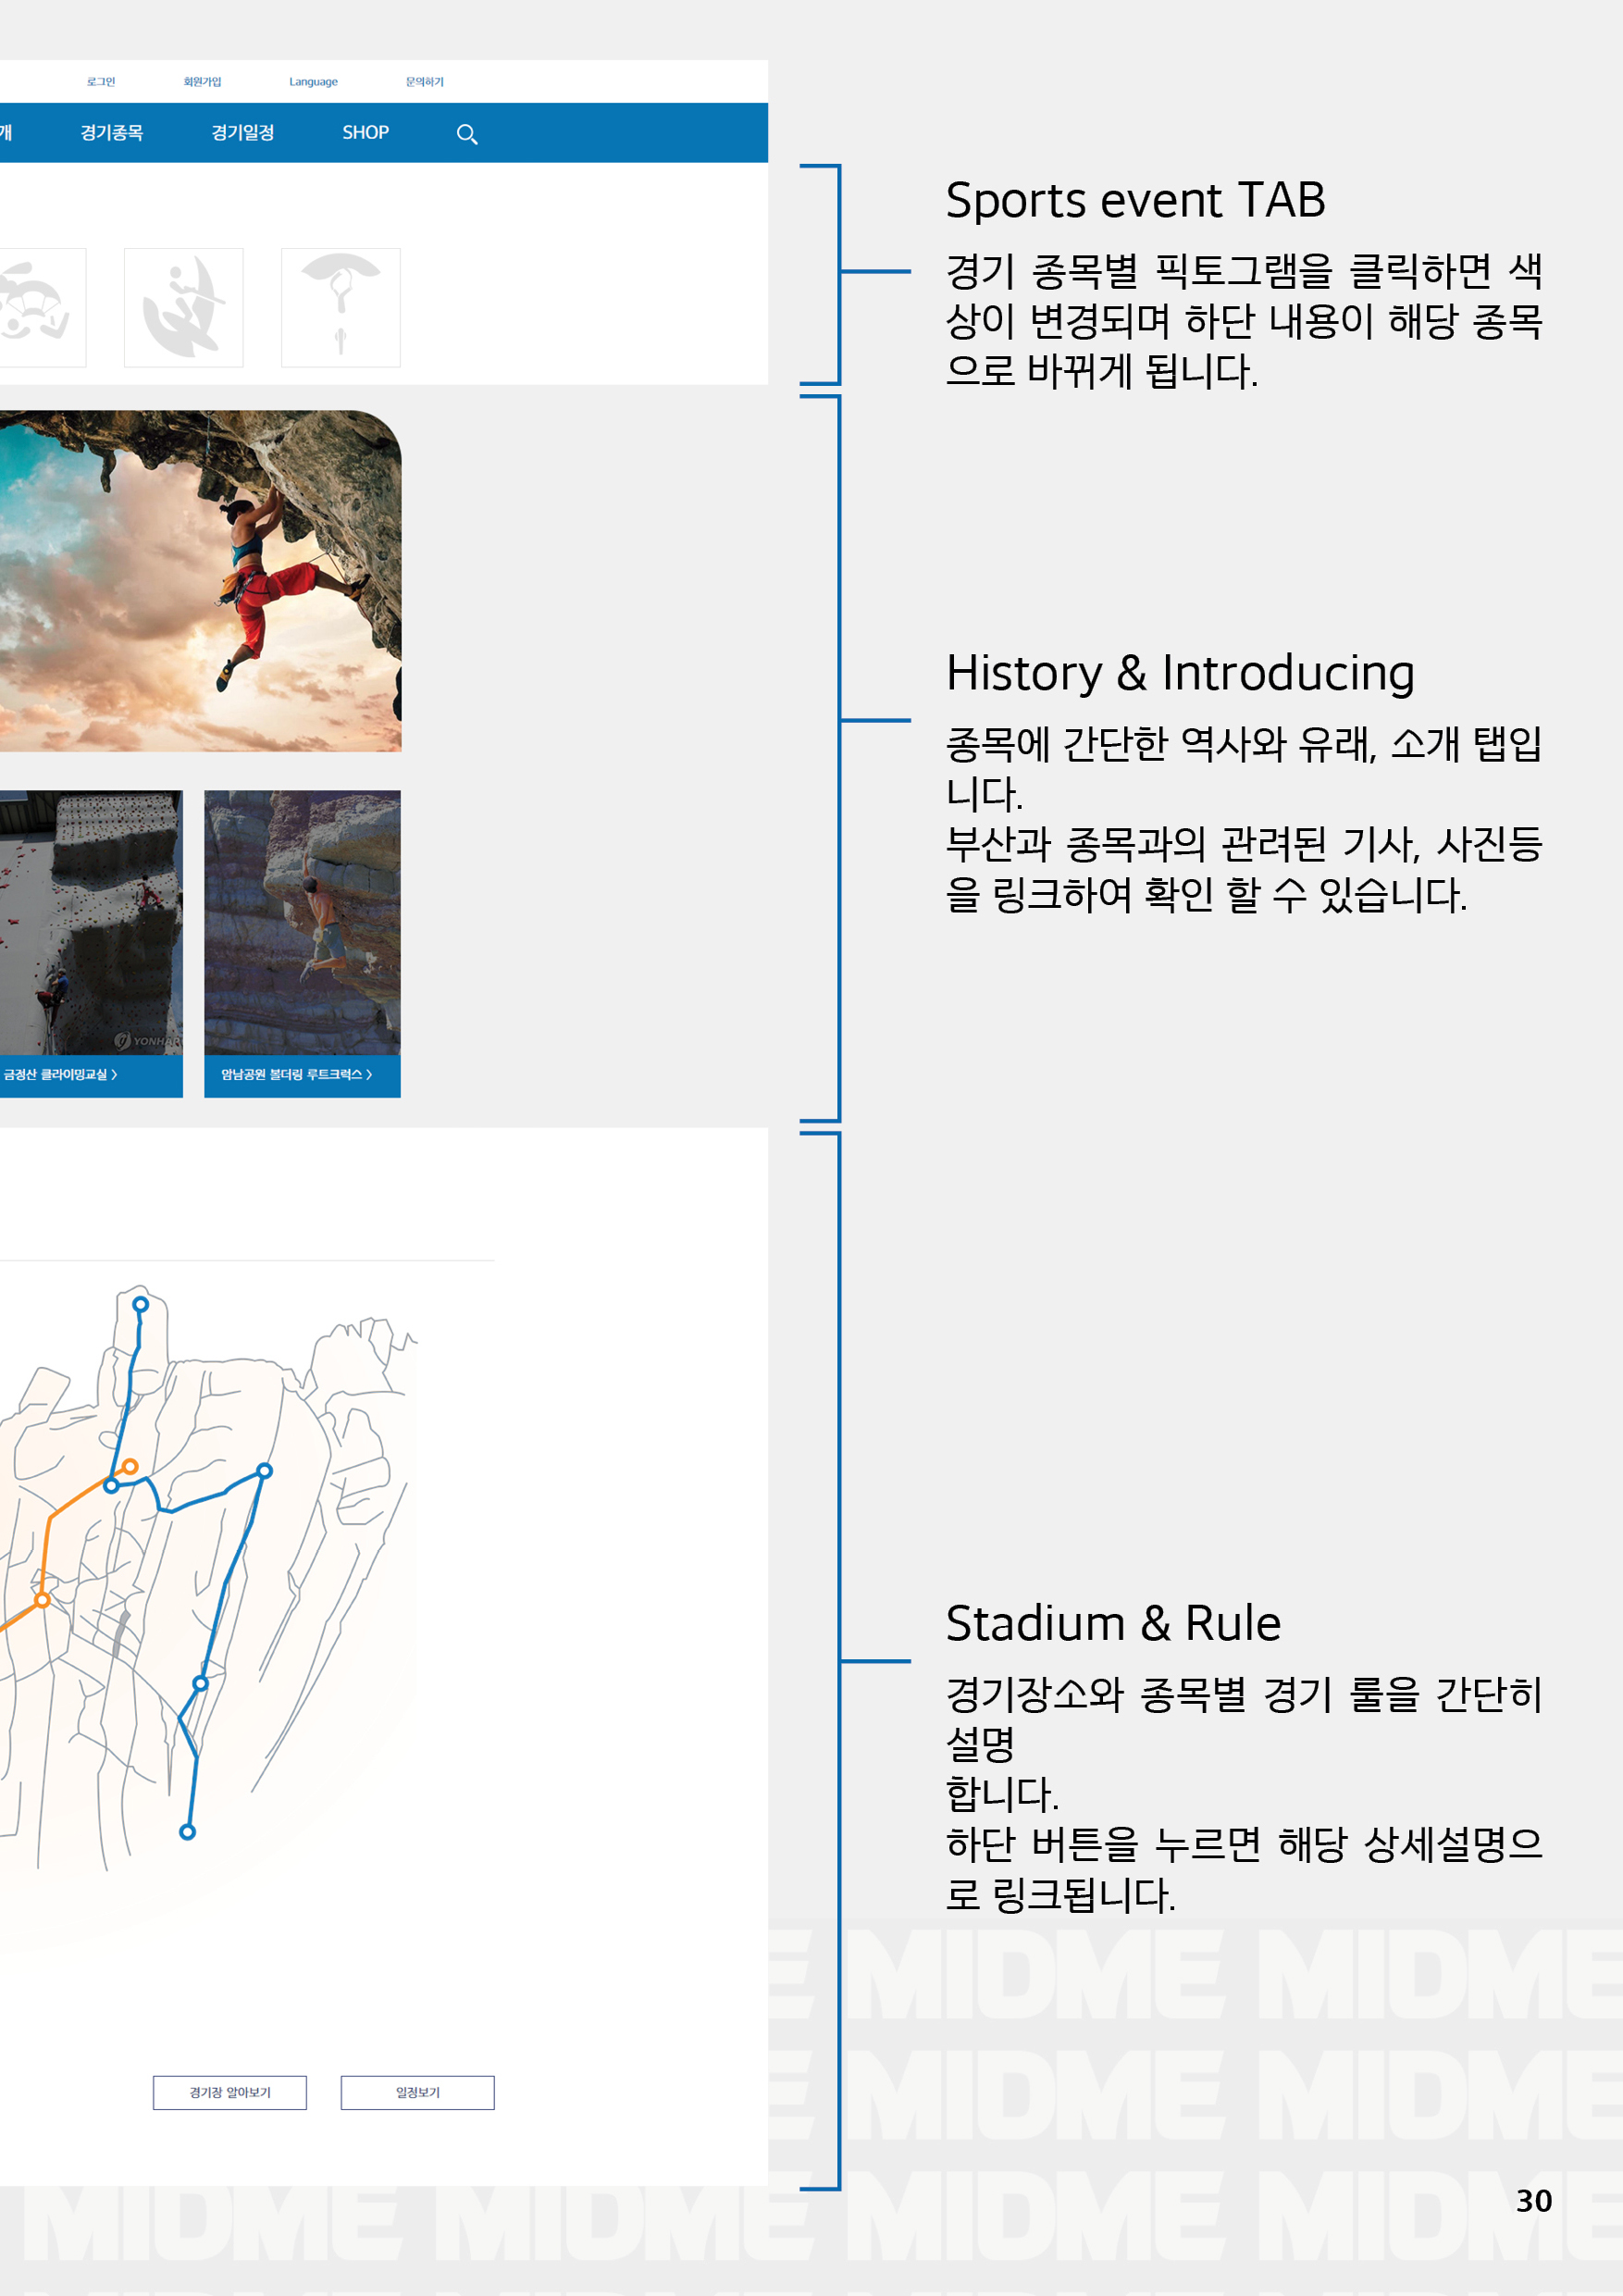 로그인 회원가입 Language 문의하기
개 경기종목 경기일정 SHOP
Sports event TAB
경기 종목별 픽토그램을 클릭하면 색
상이 변경되며 하단 내용이 해당 종목
으로 바뀌게 됩니다.
History & Introducing
종목에 간단한 역사와 유래, 소개 탭입
니다.
부산과 종목과의 관려된 기사, 사진등
을 링크하여 확인 할 수 있습니다.
YONHAP
금정산 클라이밍교실 >
암남공원 볼더링 루트크럭스 >
Stadium & Rule
경기장소와 종목별 경기 룰을 간단히
설명
합니다.
하단 버튼을 누르면 해당 상세설명으
로 링크됩니다.
경기장 알아보기 일정보기
E MIDME MIDME
E MIDME MIDME
MIDME MIDME MIDME MIDME
30